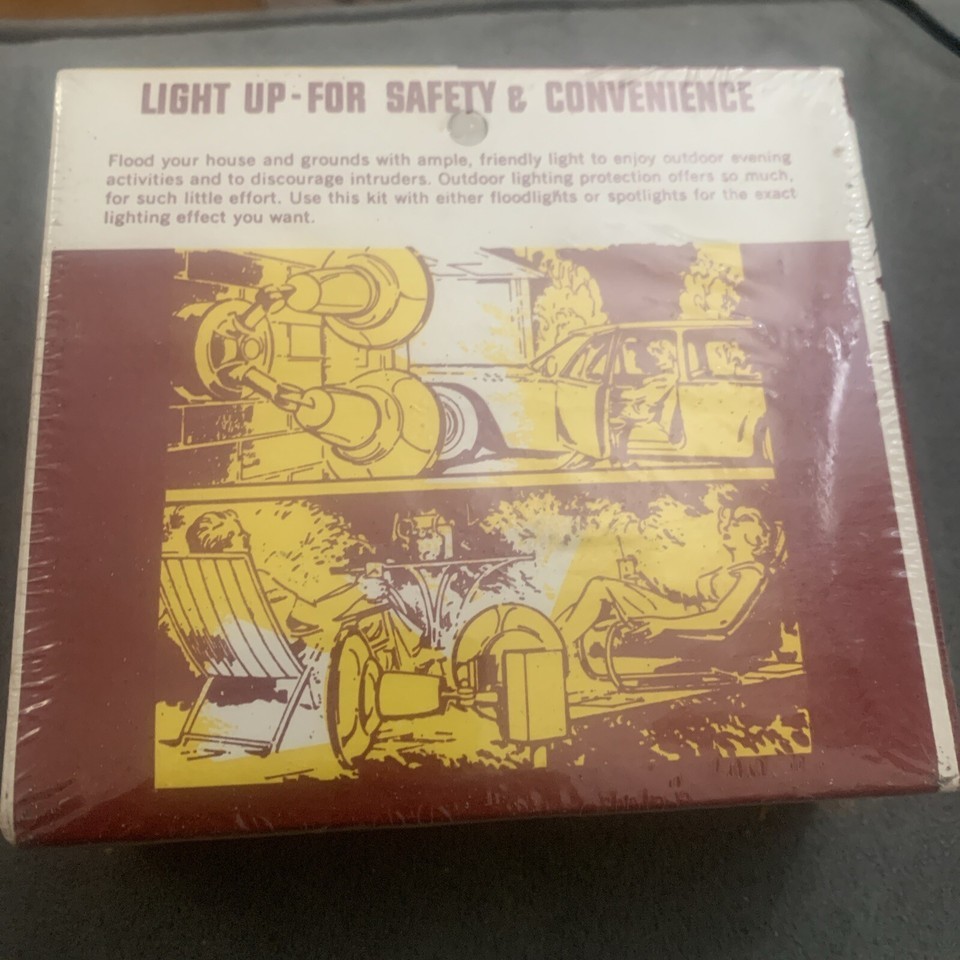 LIGHT UP - FOR SAFETY & CONVENIENCE
Flood your house and grounds with ample, friendly light to enjoy outdoor evening
activities and to discourage intruders. Outdoor lighting protection offers so much,
for such little effort. Use this kit with either floodlights or spotlights for the exact
lighting effect you want.